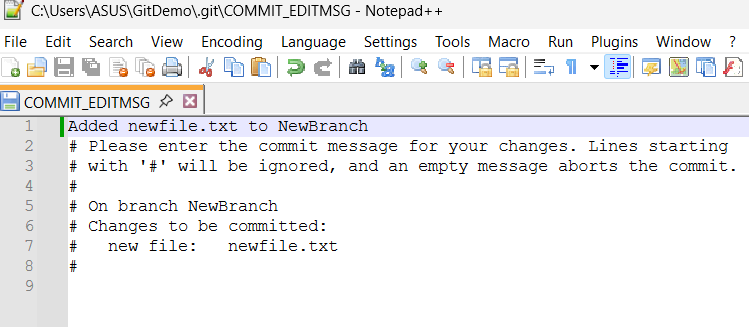 C:\Users\ASUS\GitDemo\.git\COMMIT_EDITMSG - Notepad++
File Edit Search View Encoding Language Settings Tools Macro Run Plugins Window ?
COMMIT_EDITMSG
1 Added newfile.txt to NewBranch
2 # Please enter the commit message for your changes. Lines starting
3 # with '#' will be ignored, and an empty message aborts the commit.
4 #
5 # On branch NewBranch
6 # Changes to be committed:
7 #   new file:   newfile.txt
8 #
9